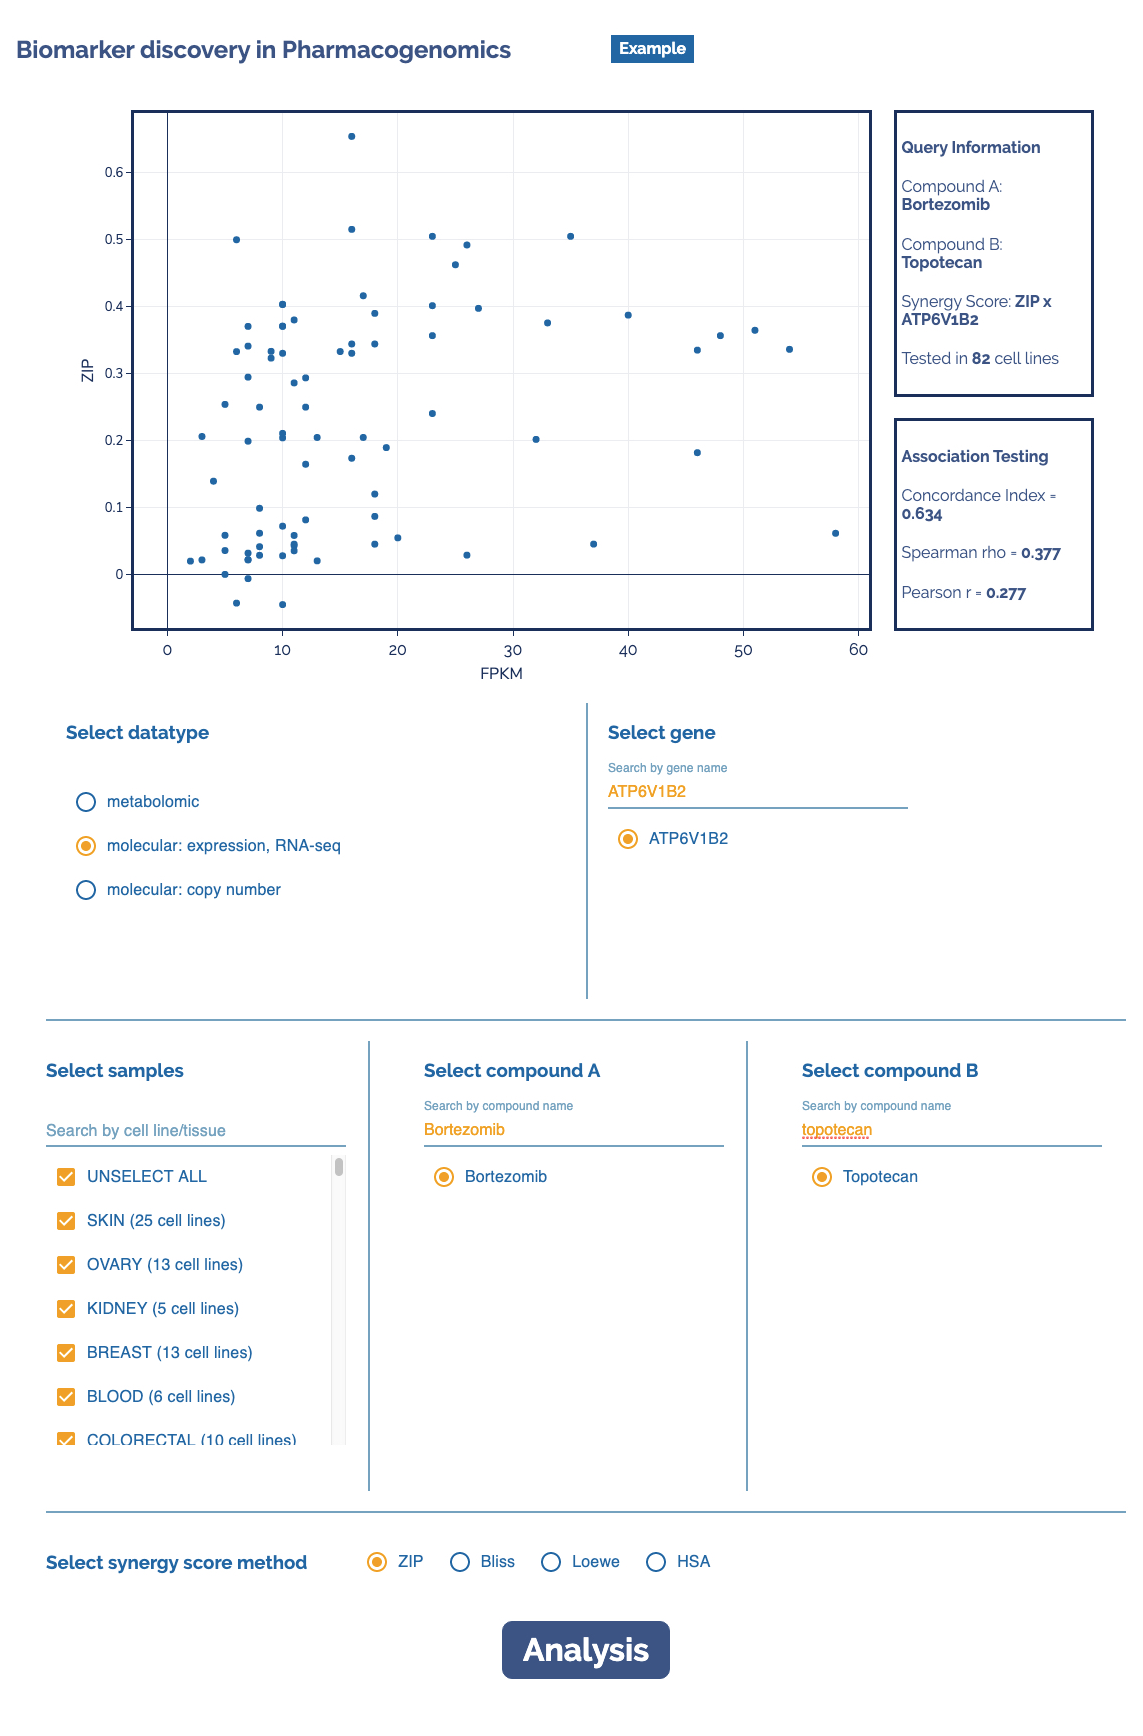 Biomarker discovery in Pharmacogenomics
Example
ZIP
0.6
0.5
0.4
0.3
0.2
0.1
0
0
10
20
30
40
50
60
FPKM
Query Information
Compound A:
Bortezomib
Compound B:
Topotecan
Synergy Score: ZIP x
ATP6V1B2
Tested in 82 cell lines
Association Testing
Concordance Index =
0.634
Spearman rho = 0.377
Pearson r = 0.277
Select datatype
metabolomic
molecular: expression, RNA-seq
molecular: copy number
Select gene
Search by gene name
ATP6V1B2
ATP6V1B2
Select samples
Search by cell line/tissue
UNSELECT ALL
SKIN (25 cell lines)
OVARY (13 cell lines)
KIDNEY (5 cell lines)
BREAST (13 cell lines)
BLOOD (6 cell lines)
COLORECTAL (10 cell lines)
Select compound A
Search by compound name
Bortezomib
Bortezomib
Select compound B
Search by compound name
topotecan
Topotecan
Select synergy score method
ZIP
Bliss
Loewe
HSA
Analysis